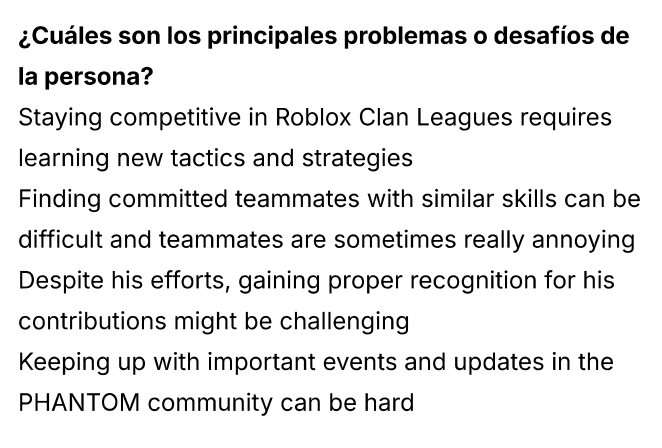 ¿Cuáles son los principales problemas o desafíos de
la persona?
Staying competitive in Roblox Clan Leagues requires
learning new tactics and strategies
Finding committed teammates with similar skills can be
difficult and teammates are sometimes really annoying
Despite his efforts, gaining proper recognition for his
contributions might be challenging
Keeping up with important events and updates in the
PHANTOM community can be hard